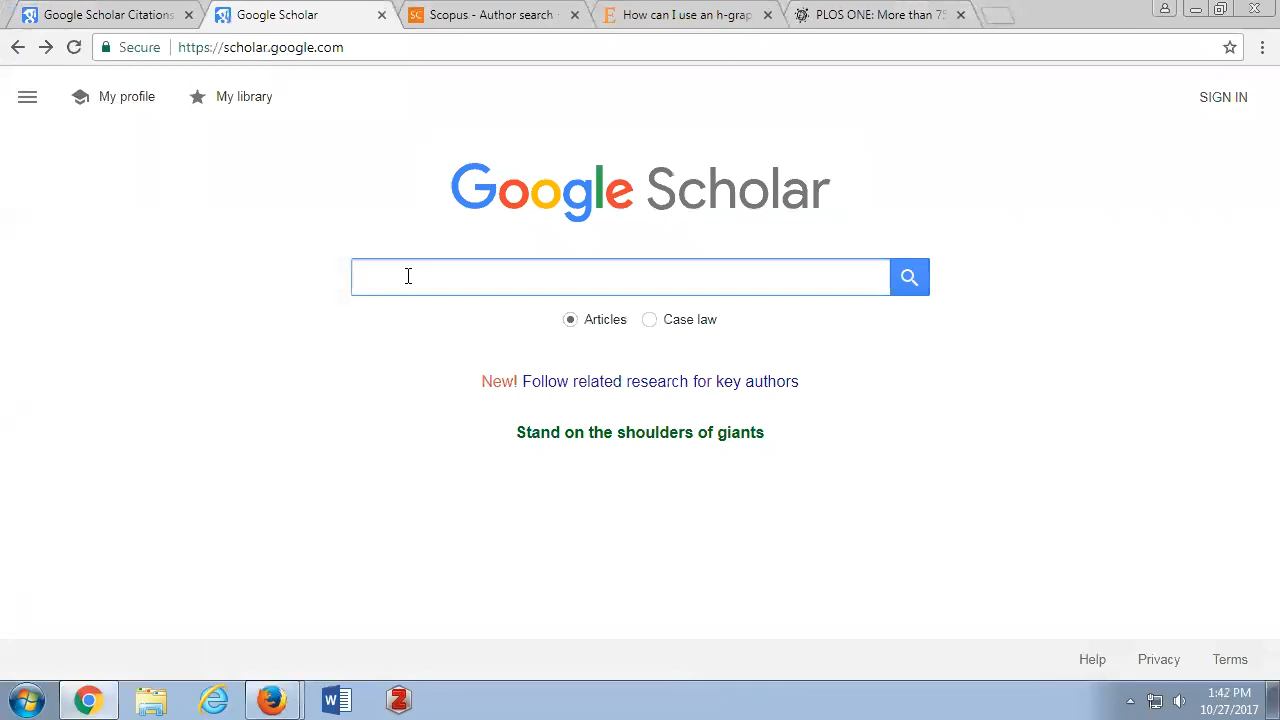 Google Scholar Citations
Google Scholar
Scopus - Author search
How can I use an h-grap
PLOS ONE: More than 75
Secure
https://scholar.google.com
My profile
My library
SIGN IN
Google Scholar
Articles
Case law
New! Follow related research for key authors
Stand on the shoulders of giants
Help
Privacy
Terms
1:42 PM
10/27/2017